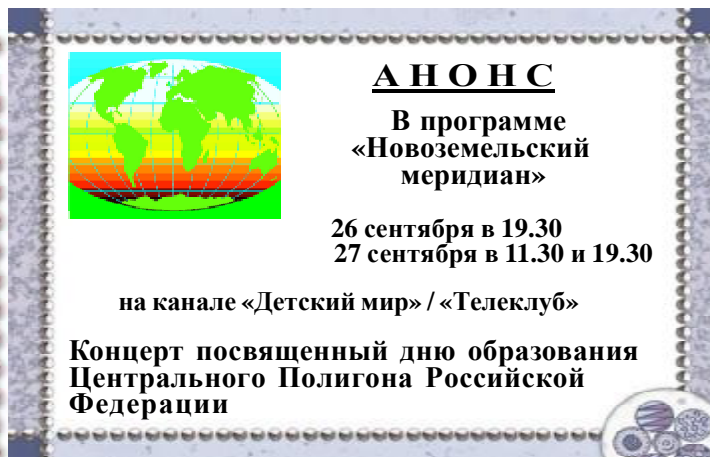 А Н О Н С
В программе
«Новоземельский
меридиан»
26 сентября в 19.30
27 сентября в 11.30 и 19.30
на канале «Детский мир» / «Телеклуб»
Концерт посвященный дню образования
Центрального Полигона Российской
Федерации